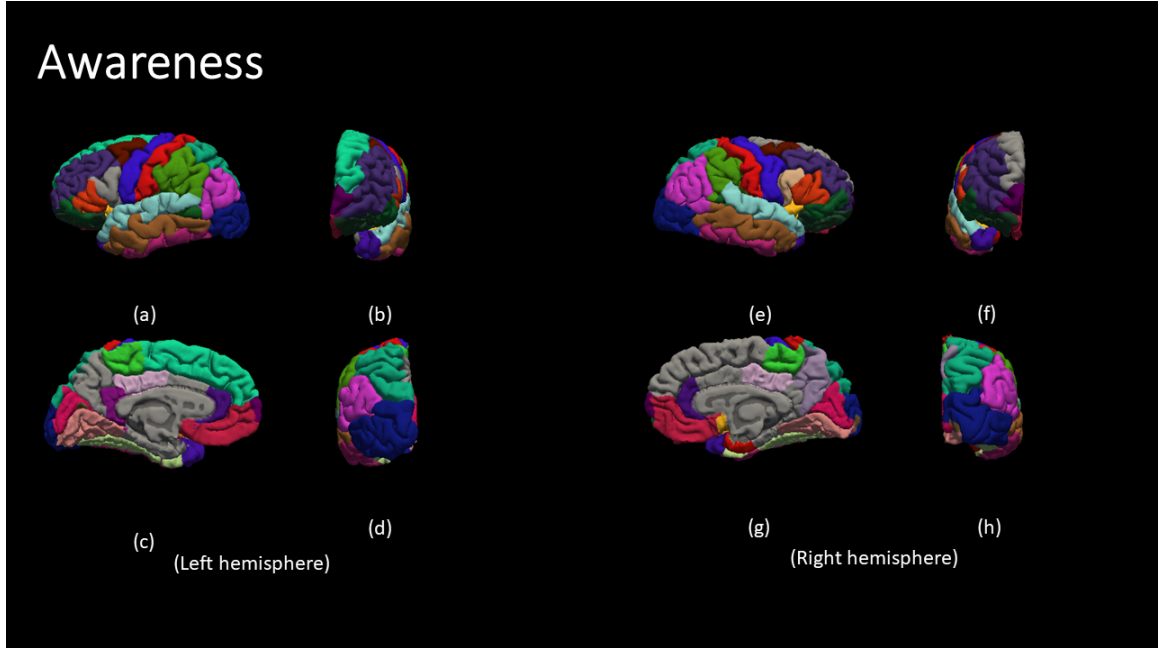 Awareness
(a)
(b)
(e)
(f)
(c)
(d)
(g)
(h)
(Left hemisphere)
(Right hemisphere)